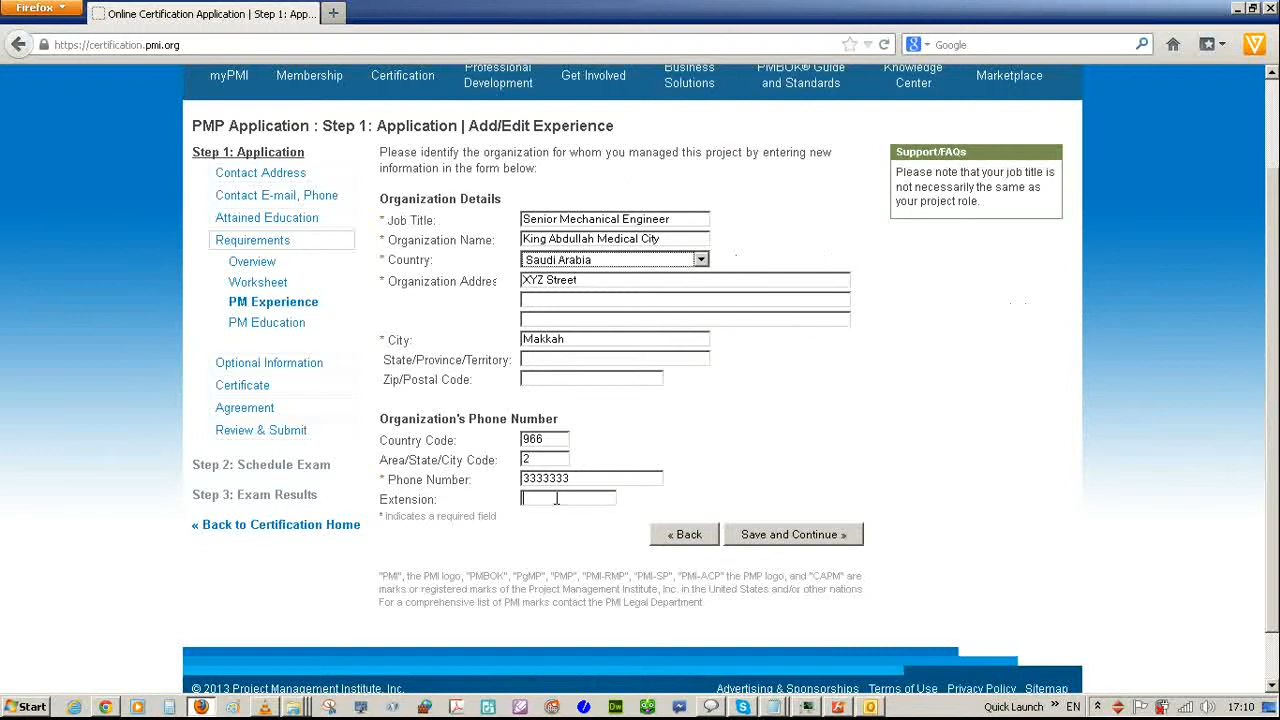 Firefox
Online Certification Application | Step 1: App...
https://certification.pmi.org
Google
myPMI
Membership
Certification
Professional Development
Get Involved
Business Solutions
PMBOK® Guide and Standards
Knowledge Center
Marketplace
PMP Application : Step 1: Application | Add/Edit Experience
Step 1: Application
Contact Address
Contact E-mail, Phone
Attained Education
Requirements
Overview
Worksheet
PM Experience
PM Education
Optional Information
Certificate
Agreement
Review & Submit
Step 2: Schedule Exam
Step 3: Exam Results
« Back to Certification Home
Please identify the organization for whom you managed this project by entering new
information in the form below:
Organization Details
* Job Title: Senior Mechanical Engineer
* Organization Name: King Abdullah Medical City
* Country: Saudi Arabia
* Organization Addres XYZ Street
* City: Makkah
State/Province/Territory:
Zip/Postal Code:
Organization's Phone Number
Country Code: 966
Area/State/City Code: 2
* Phone Number: 3333333
Extension:
* Indicates a required field
« Back
Save and Continue »
Support/FAQs
Please note that your job title is
not necessarily the same as
your project role.
"PMI", the PMI logo, "PMBOK", "PgMP", "PMP", "PMI-RMP", "PMI-SP", "PMI-ACP" the PMP logo, and "CAPM" are
marks or registered marks of the Project Management Institute, Inc. in the United States and/or other nations
For a comprehensive list of PMI marks contact the PMI Legal Department
© 2013 Project Management Institute, Inc.
Advertising & Sponsorships
Terms of Use
Privacy Policy
Sitemap
Start
Dw
Quick Launch
»
EN
17:10